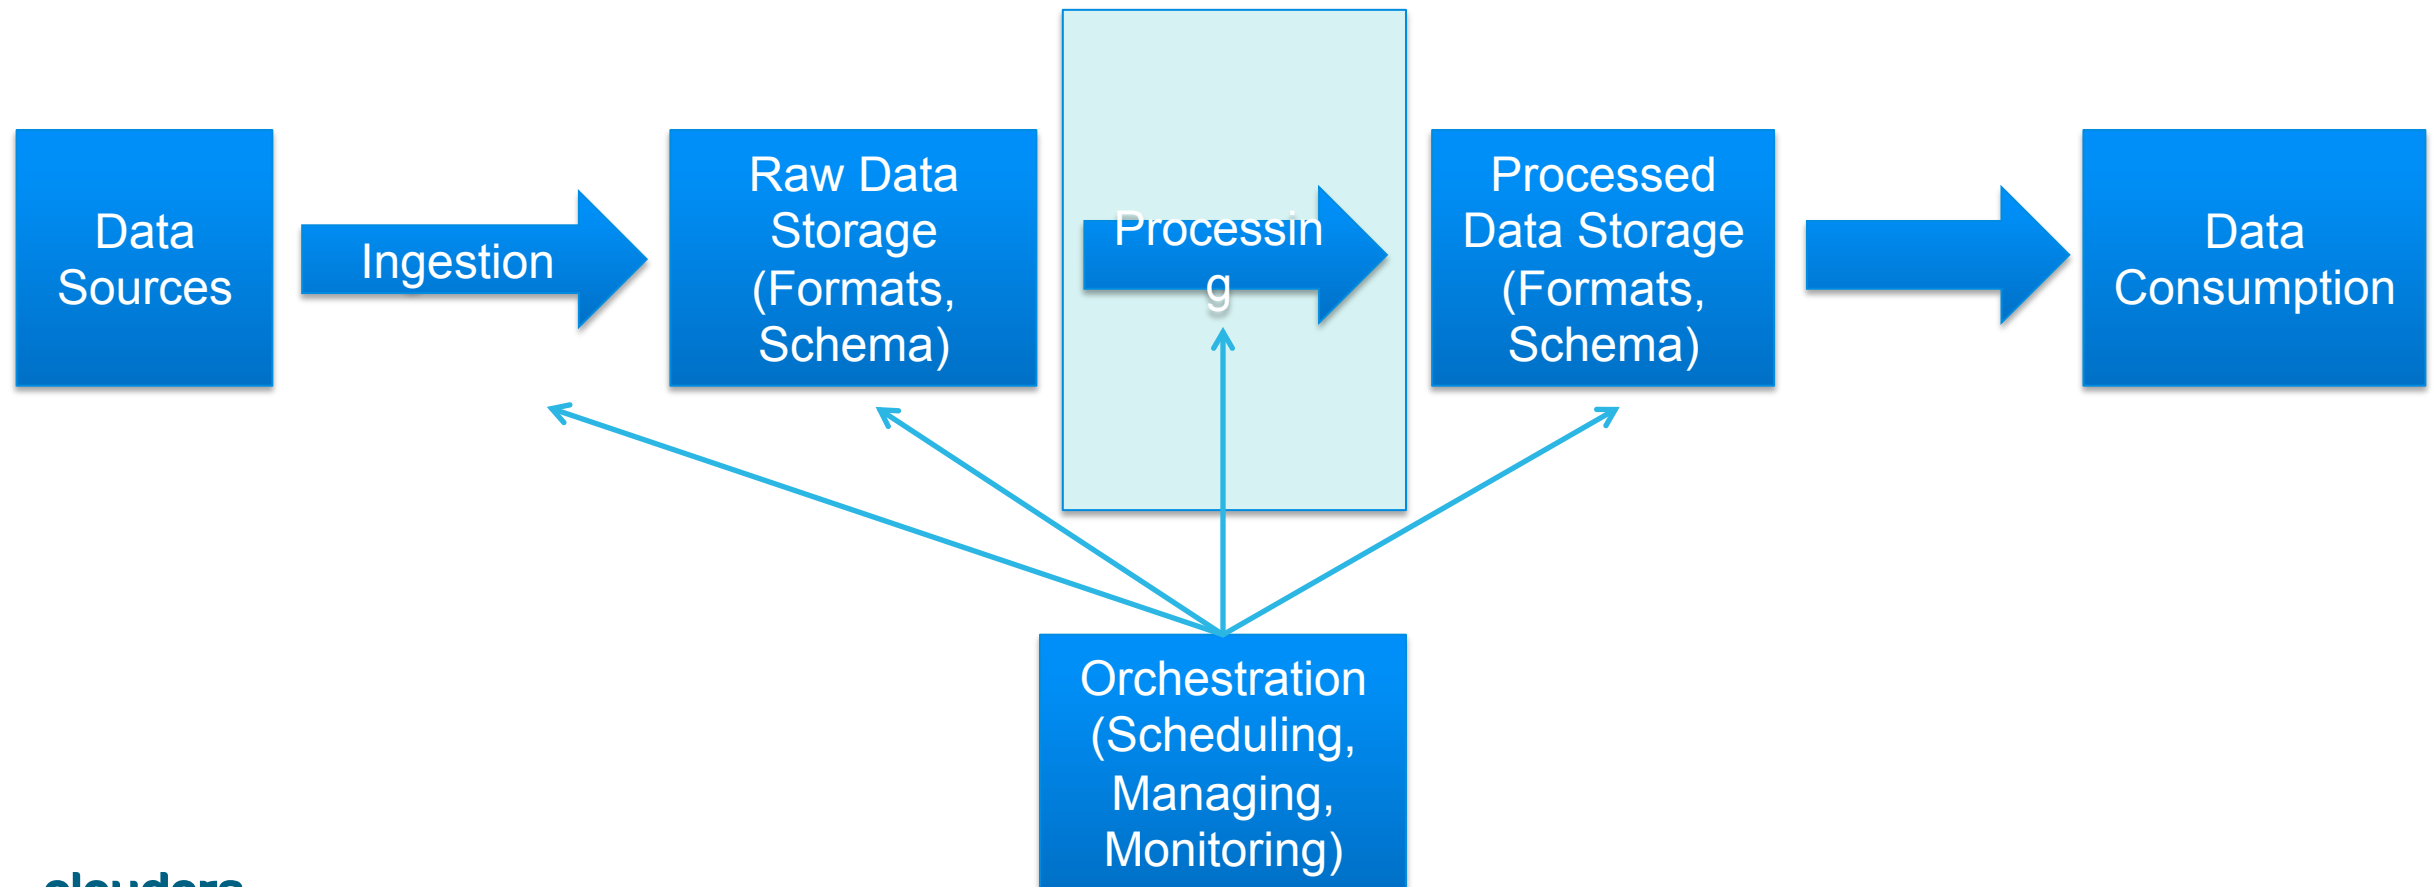 Data
Sources
Ingestion
Raw Data
Storage
(Formats,
Schema)
Processin
g
Processed
Data Storage
(Formats,
Schema)
Data
Consumption
Orchestration
(Scheduling,
Managing,
Monitoring)